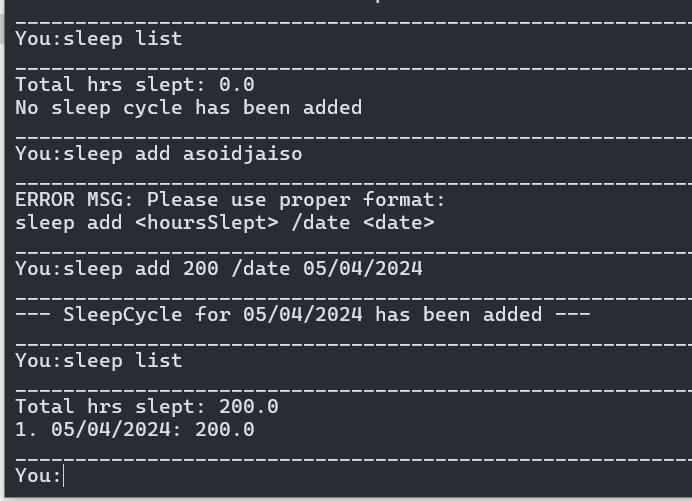 You:sleep list
Total hrs slept: 0.0
No sleep cycle has been added
You:sleep add asoidjaiso
ERROR MSG: Please use proper format:
sleep add <hoursSlept> /date <date>
You:sleep add 200 /date 05/04/2024
--- SleepCycle for 05/04/2024 has been added ---
You:sleep list
Total hrs slept: 200.0
1. 05/04/2024: 200.0
You: